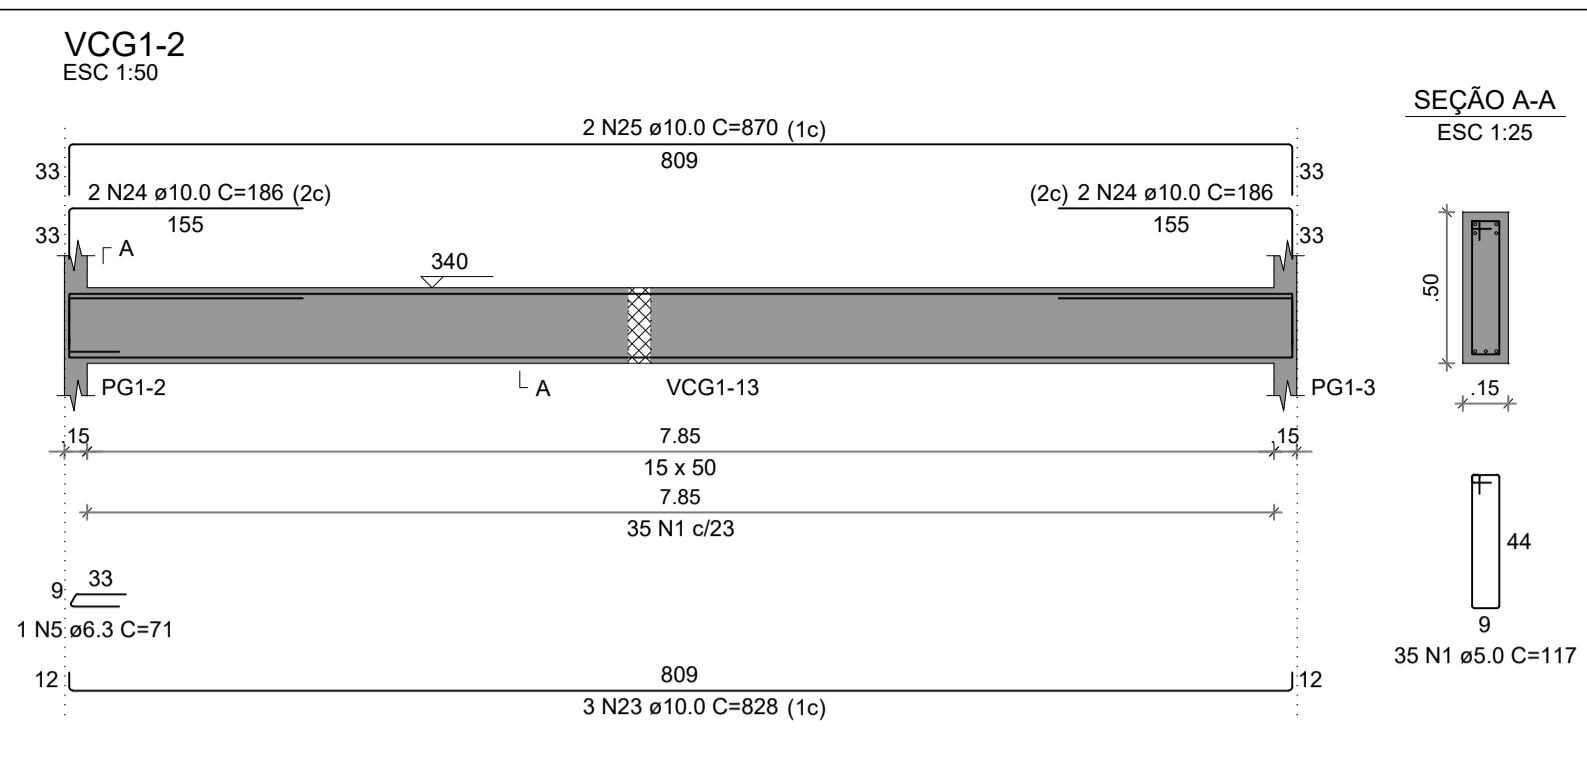 VCG1-2
ESC 1:50
SEÇÃO A-A
ESC 1:25
2 N25 ø10.0 C=870 (1c)
809
33
33
2 N24 ø10.0 C=186 (2c)
(2c) 2 N24 ø10.0 C=186
155
155
33
33
A
340
.50
PG1-2
A
VCG1-13
PG1-3
.15
.15
7.85
.15
15 x 50
7.85
35 N1 c/23
44
9
33
1 N5 ø6.3 C=71
9
35 N1 ø5.0 C=117
12
809
12
3 N23 ø10.0 C=828 (1c)